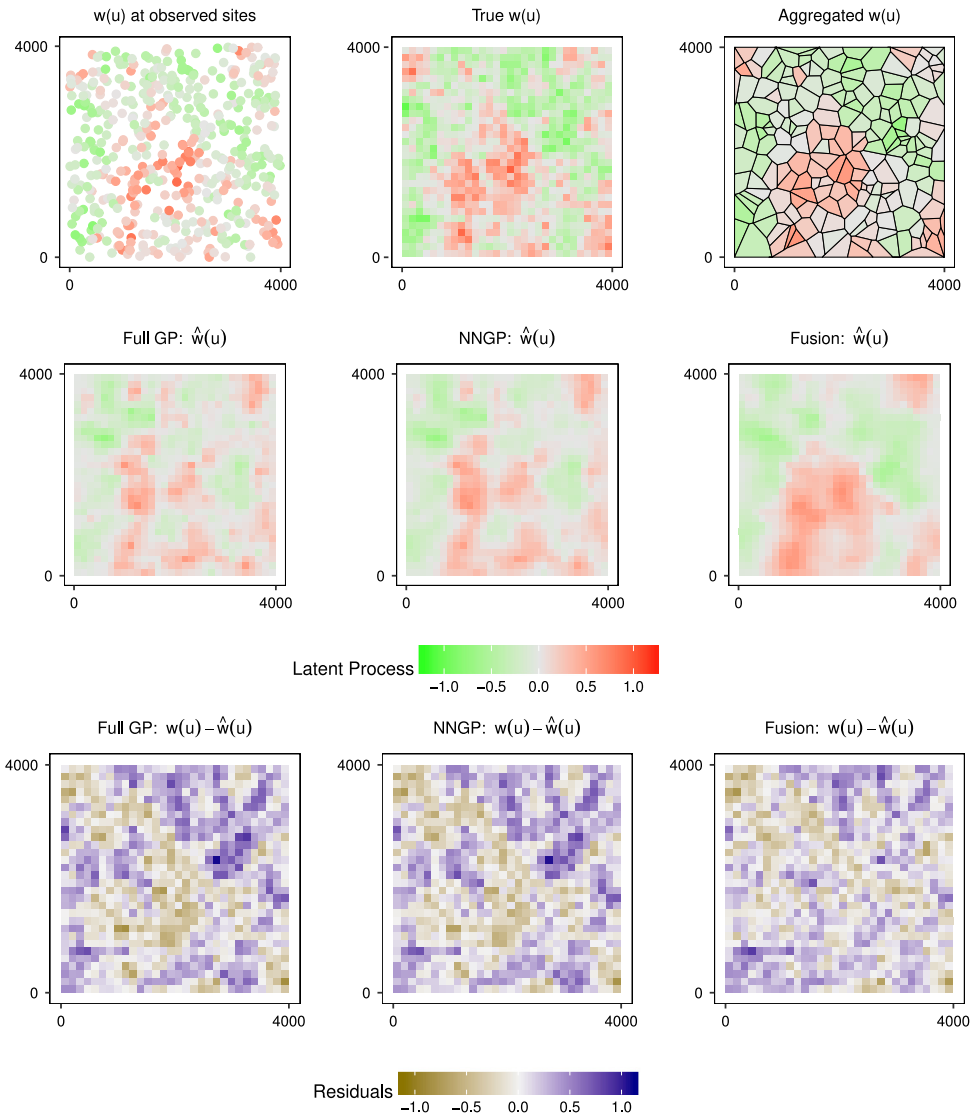 w(u) at observed sites
True w(u)
Aggregated w(u)
4000
0
0
4000
4000
0
0
4000
4000
0
0
4000
Full GP: ŵ(u)
NNGP: ŵ(u)
Fusion: ŵ(u)
4000
0
0
4000
4000
0
0
4000
4000
0
0
4000
Latent Process
−1.0 −0.5 0.0 0.5 1.0
Full GP: w(u) − ŵ(u)
NNGP: w(u) − ŵ(u)
Fusion: w(u) − ŵ(u)
4000
0
0
4000
4000
0
0
4000
4000
0
0
4000
Residuals
−1.0 −0.5 0.0 0.5 1.0